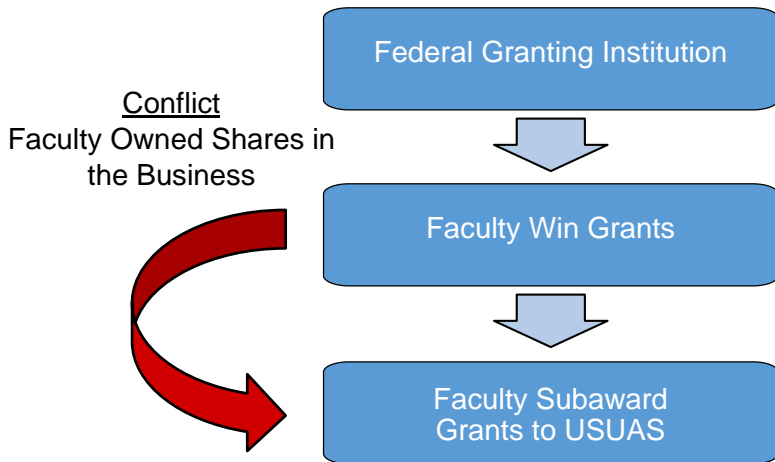 Federal Granting Institution
Conflict
Faculty Owned Shares in
the Business
Faculty Win Grants
Faculty Subaward
Grants to USUAS